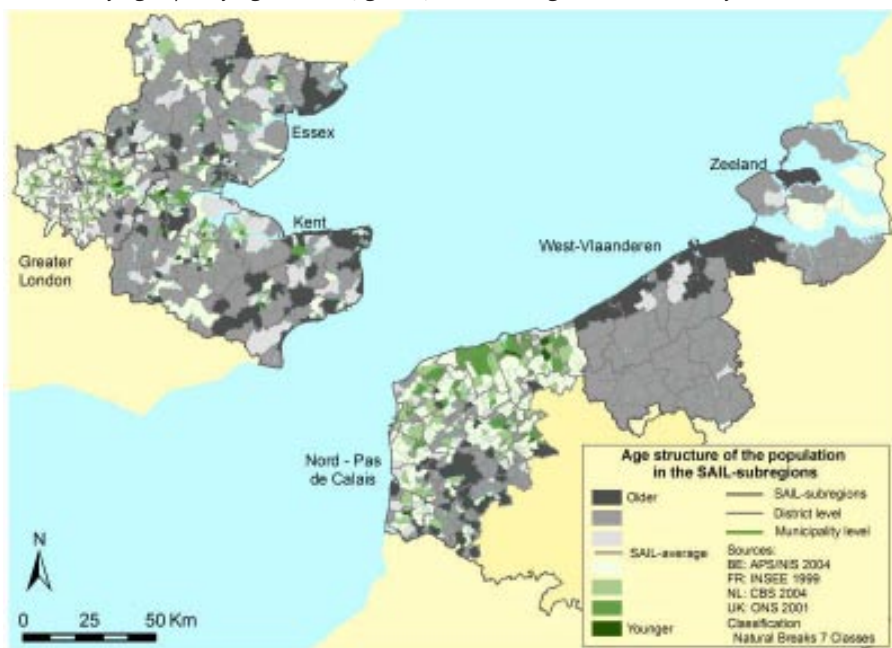 Essex
Kent
Greater
London
Zeeland
West-Vlaanderen
Nord - Pas
de Calais
N
0 25 50 Km
Age structure of the population
in the SAIL-subregions
Older
SAIL-average
Younger
SAIL-subregions
District level
Municipality level
Sources:
BE: APS/NIS 2004
FR: INSEE 1999
NL: CBS 2004
UK: ONS 2001
Classification
Natural Breaks 7 Classes